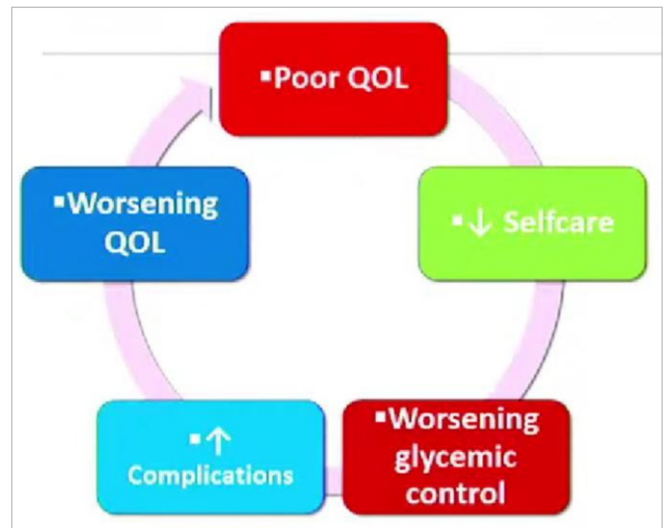 ▪Poor QOL
▪↓ Selfcare
▪Worsening
glycemic
control
▪↑
Complications
▪Worsening
QOL